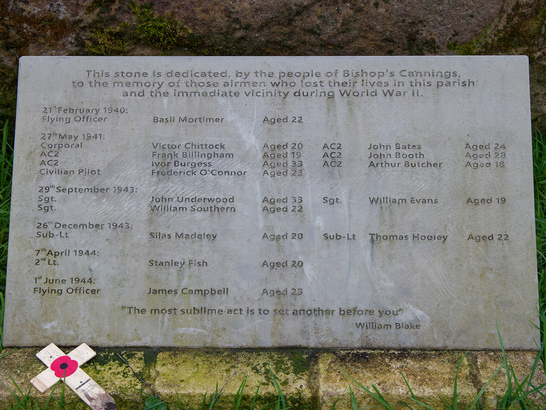 This stone is dedicated, by the people of Bishop's Cannings,
to the memory of those airmen who lost their lives in this parish
and the immediate vicinity during World War II.
21st February 1940:
Flying Officer Basil Mortimer Aged 22
27th May 1941:
Corporal Victor Chittock Aged 20 AC2 John Bates Aged 24
AC2 Frank Billingham Aged 19 AC2 John Booth Aged 28
AC2 Ivor Burgess Aged 33 AC2 Arthur Butcher Aged 18
Civilian Pilot Frederick O'Connor Aged 23
29th September 1943:
Sgt. John Underwood Aged 33 Sgt. William Evans Aged 19
Sgt. William Southern Aged 22
26th December 1943:
Sub-Lt Silas Madeley Aged 20 Sub-Lt Thomas Hooley Aged 22
7th April 1944:
2nd Lt. Stanley Fish Aged 20
1st June 1944:
Flying Officer James Campbell Aged 23
"The most sublime act is to set another before you"
William Blake